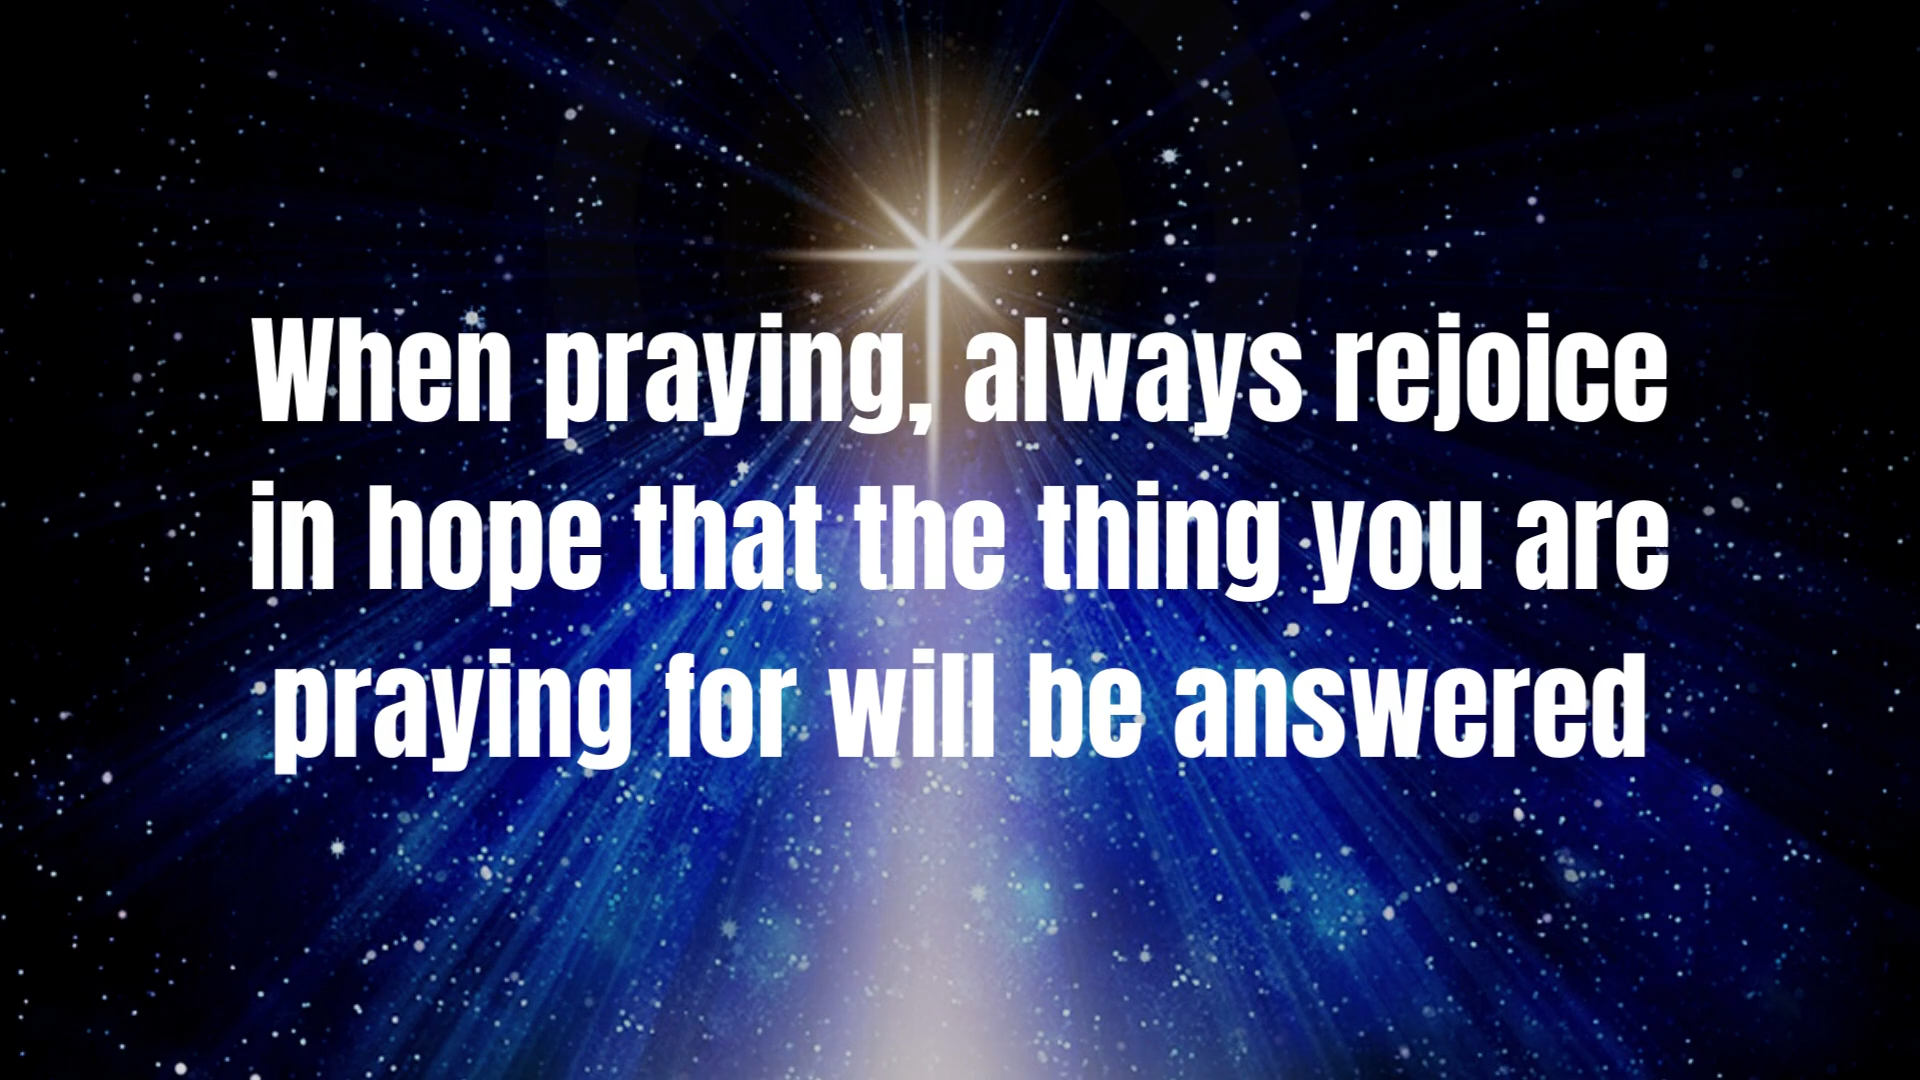 When praying, always rejoice
in hope that the thing you are
praying for will be answered